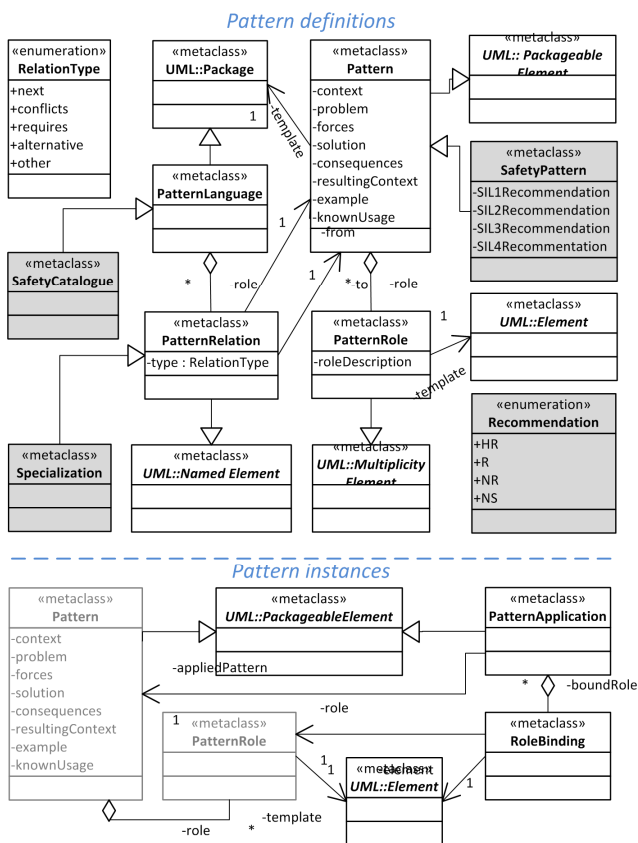 Pattern definitions
«enumeration»
RelationType
+next
+conflicts
+requires
+alternative
+other
«metaclass»
UML::Package
1
-template
«metaclass»
Pattern
-context
-problem
-forces
-solution
-consequences
-resultingContext
-example
-knownUsage
-from
«metaclass»
UML:: Packageable
Element
«metaclass»
PatternLanguage
«metaclass»
SafetyPattern
-SIL1Recommendation
-SIL2Recommendation
-SIL3Recommendation
-SIL4Recommentation
«metaclass»
SafetyCatalogue
*
role
1
1
*
-to
-role
«metaclass»
PatternRelation
-type : RelationType
«metaclass»
PatternRole
-roleDescription
1
-template
«metaclass»
UML::Element
«metaclass»
Specialization
«metaclass»
UML::Named Element
«metaclass»
UML::Multiplicity
Element
«enumeration»
Recommendation
+HR
+R
+NR
+NS
Pattern instances
«metaclass»
Pattern
-context
-problem
-forces
-solution
-consequences
-resultingContext
-example
-knownUsage
«metaclass»
UML::PackageableElement
«metaclass»
PatternApplication
-appliedPattern
*
-boundRole
-role
1
«metaclass»
PatternRole
«metaclass»
RoleBinding
1
1
«metaclass»
-element
UML::Element
1
-role
*
-template